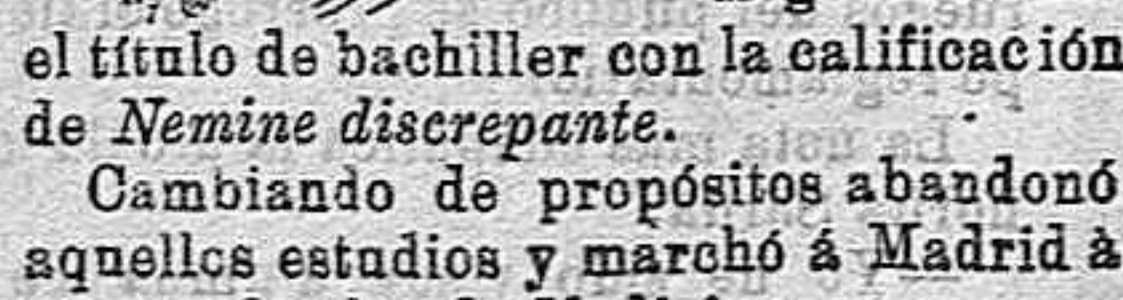 el título de bachiller con la calificación
de Nemine discrepante.
Cambiando de propósitos abandonó
aquellos estudios y marchó á Madrid à